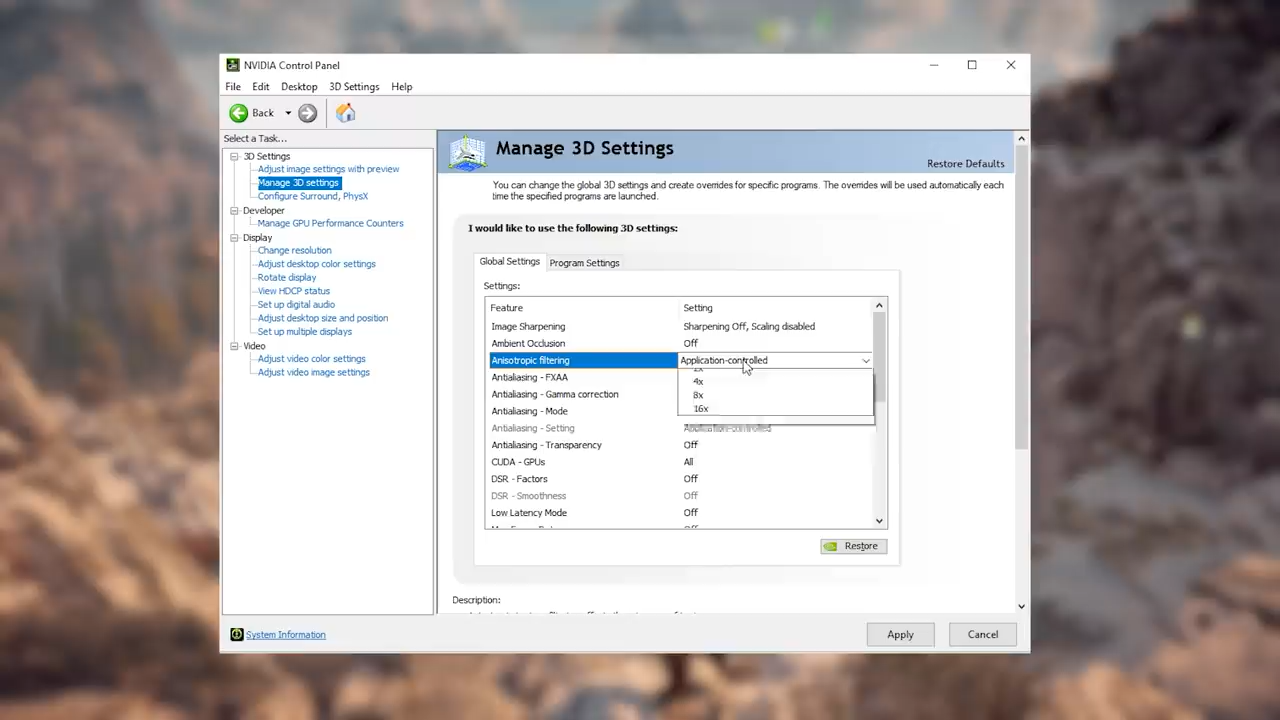 NVIDIA Control Panel
File Edit Desktop 3D Settings Help
Back
Select a Task...
3D Settings
Adjust image settings with preview
Manage 3D settings
Configure Surround, PhysX
Developer
Manage GPU Performance Counters
Display
Change resolution
Adjust desktop color settings
Rotate display
View HDCP status
Set up digital audio
Adjust desktop size and position
Set up multiple displays
Video
Adjust video color settings
Adjust video image settings
Manage 3D Settings
Restore Defaults
You can change the global 3D settings and create overrides for specific programs. The overrides will be used automatically each
time the specified programs are launched.
I would like to use the following 3D settings:
Global Settings Program Settings
Settings:
Feature Setting
Image Sharpening Sharpening Off, Scaling disabled
Ambient Occlusion Off
Anisotropic filtering Application-controlled
Antialiasing - FXAA 4x
Antialiasing - Gamma correction 8x
Antialiasing - Mode 16x
Antialiasing - Setting Application-controlled
Antialiasing - Transparency Off
CUDA - GPUs All
DSR - Factors Off
DSR - Smoothness Off
Low Latency Mode Off
Restore
Description:
System Information
Apply Cancel